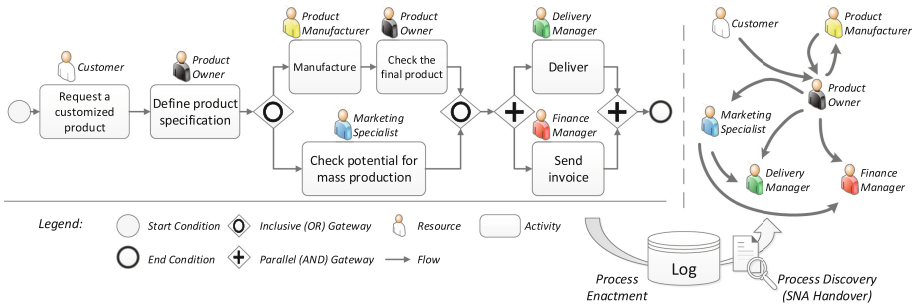 Customer
Request a
customized
product
Product
Owner
Define product
specification
Product
Manufacturer
Manufacture
Product
Owner
Check the
final product
Marketing
Specialist
Check potential for
mass production
Delivery
Manager
Deliver
Finance
Manager
Send
invoice
Customer
Product
Manufacturer
Product
Owner
Marketing
Specialist
Delivery
Manager
Finance
Manager
Legend:
Start Condition
Inclusive (OR) Gateway
Resource
Activity
End Condition
Parallel (AND) Gateway
Flow
Process
Enactment
Log
Process Discovery
(SNA Handover)